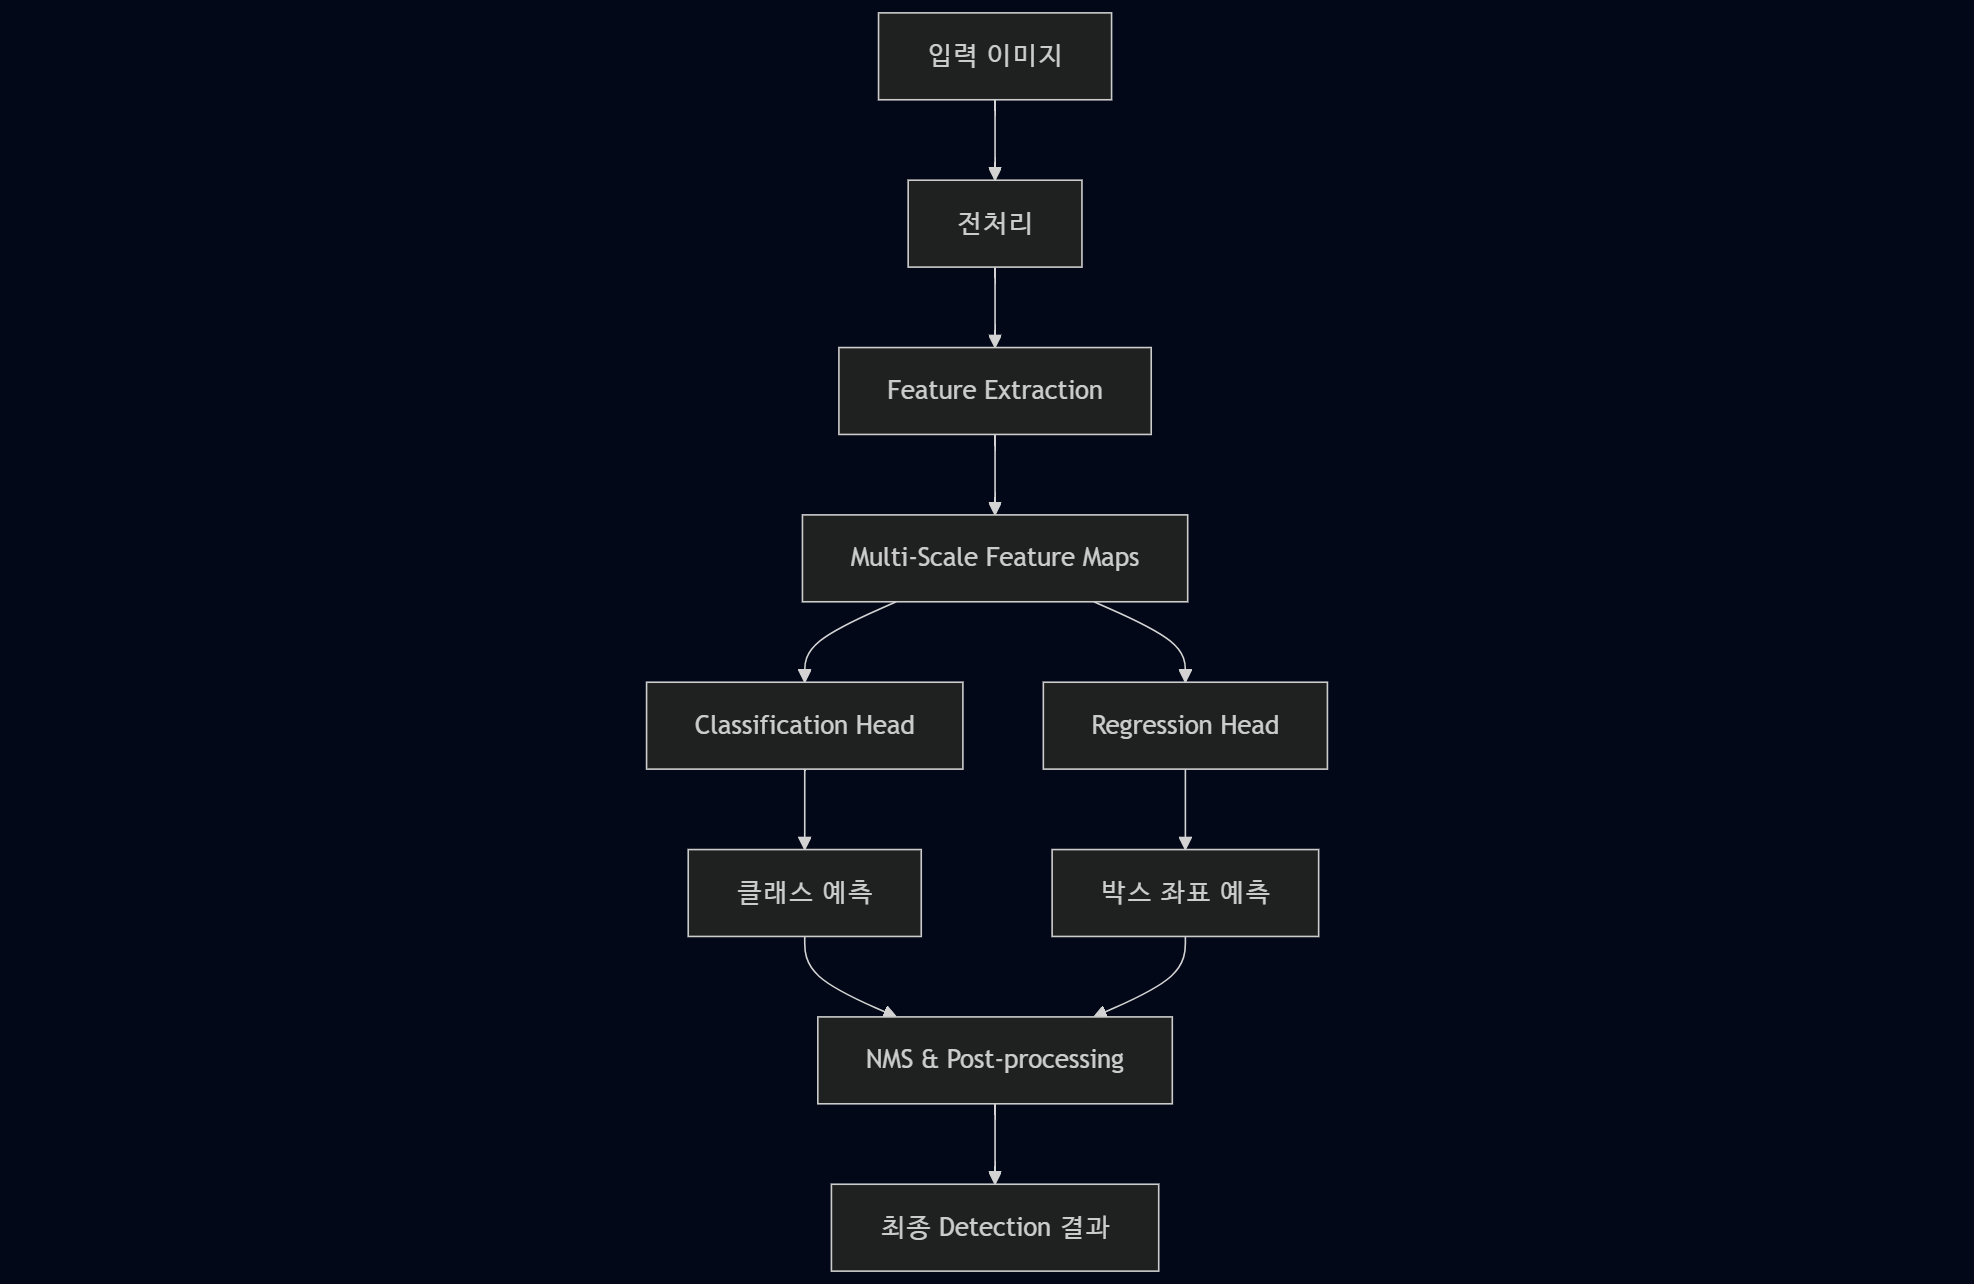 입력 이미지
전처리
Feature Extraction
Multi-Scale Feature Maps
Classification Head
Regression Head
클래스 예측
박스 좌표 예측
NMS & Post-processing
최종 Detection 결과